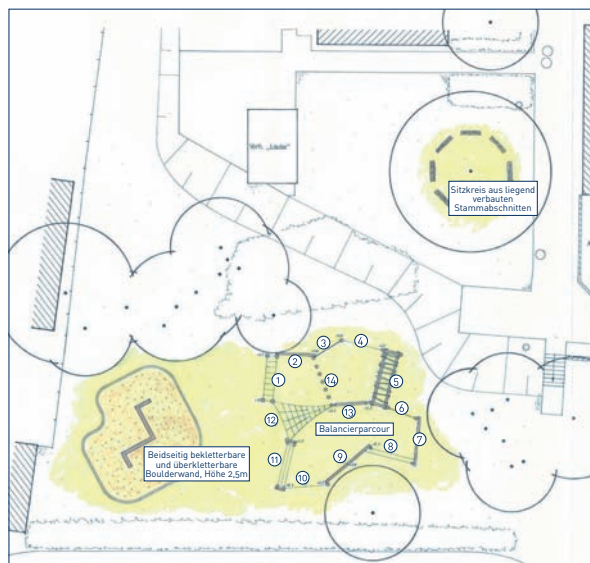 Sitzkreis aus liegend
verbauten
Stammabschnitten
3
4
2
1
14
5
13
6
12
Balancierparcour
7
8
11
9
10
Beidseitig bekletterbare
und überkletterbare
Boulderwand, Höhe 2,5m